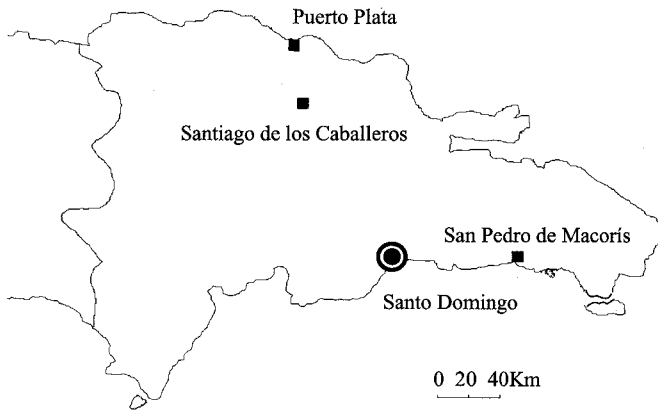 Puerto Plata
Santiago de los Caballeros
San Pedro de Macorís
Santo Domingo
0 20 40Km